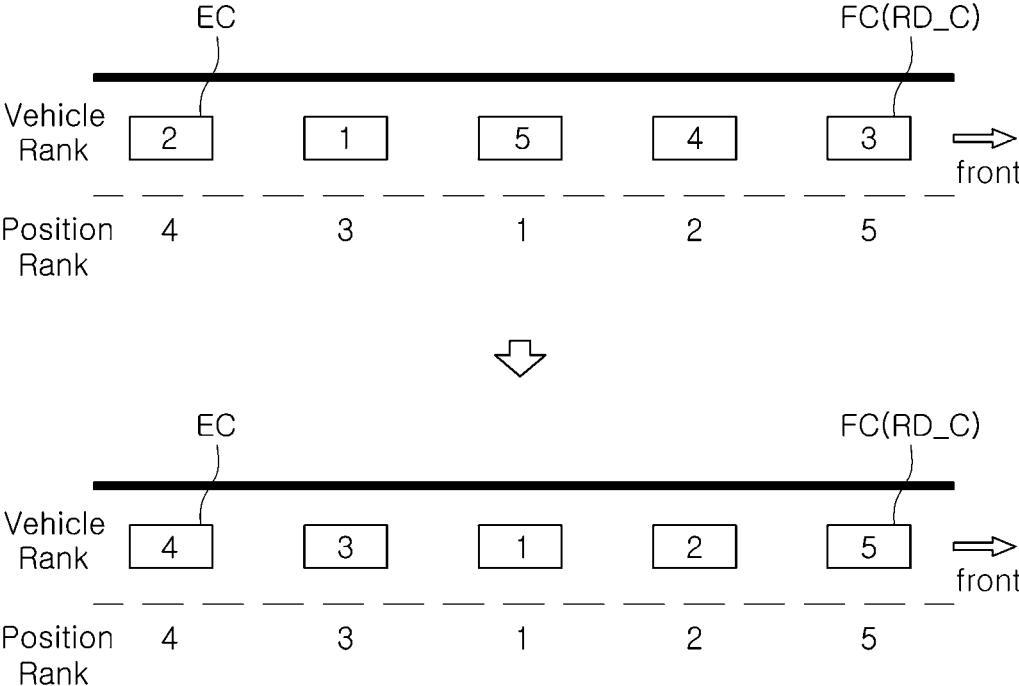 EC FC(RD_C)
Vehicle
Rank
2 1 5 4 3
front
Position
Rank
4 3 1 2 5
EC FC(RD_C)
Vehicle
Rank
4 3 1 2 5
front
Position
Rank
4 3 1 2 5